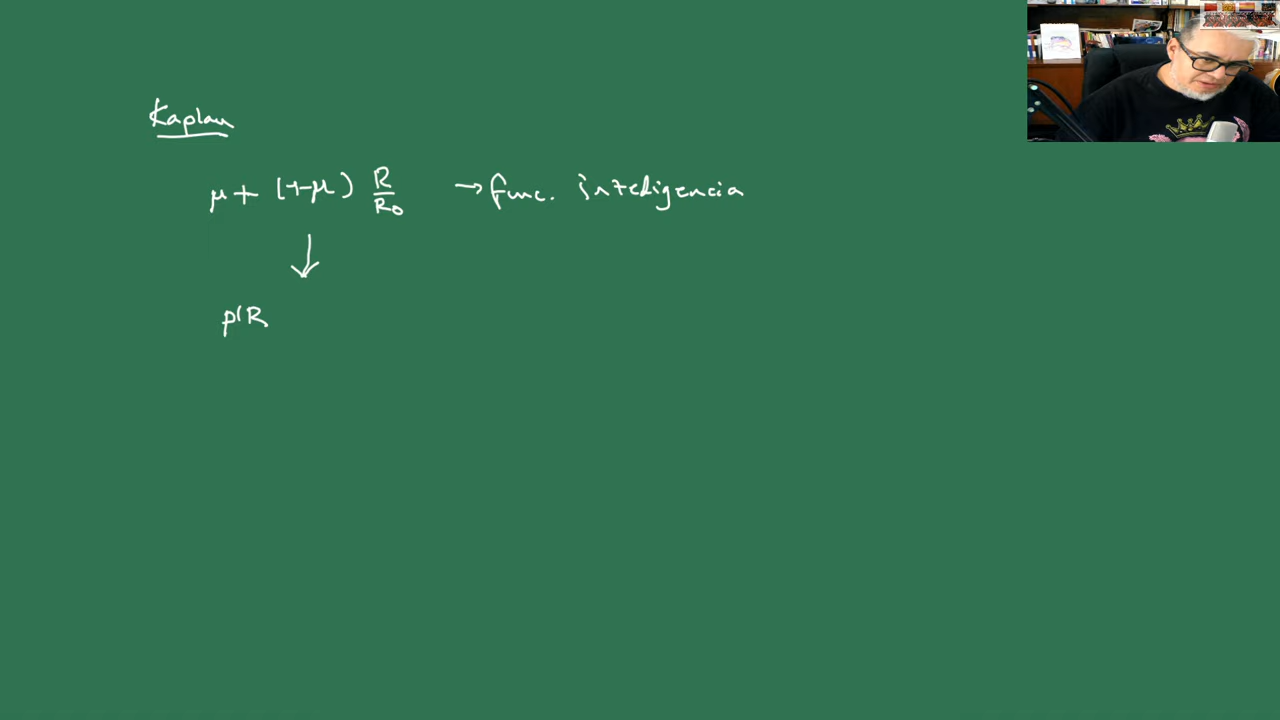 Kaplan
μ + (1-μ) R/R₀ → func. inteligencia
↓
p(R